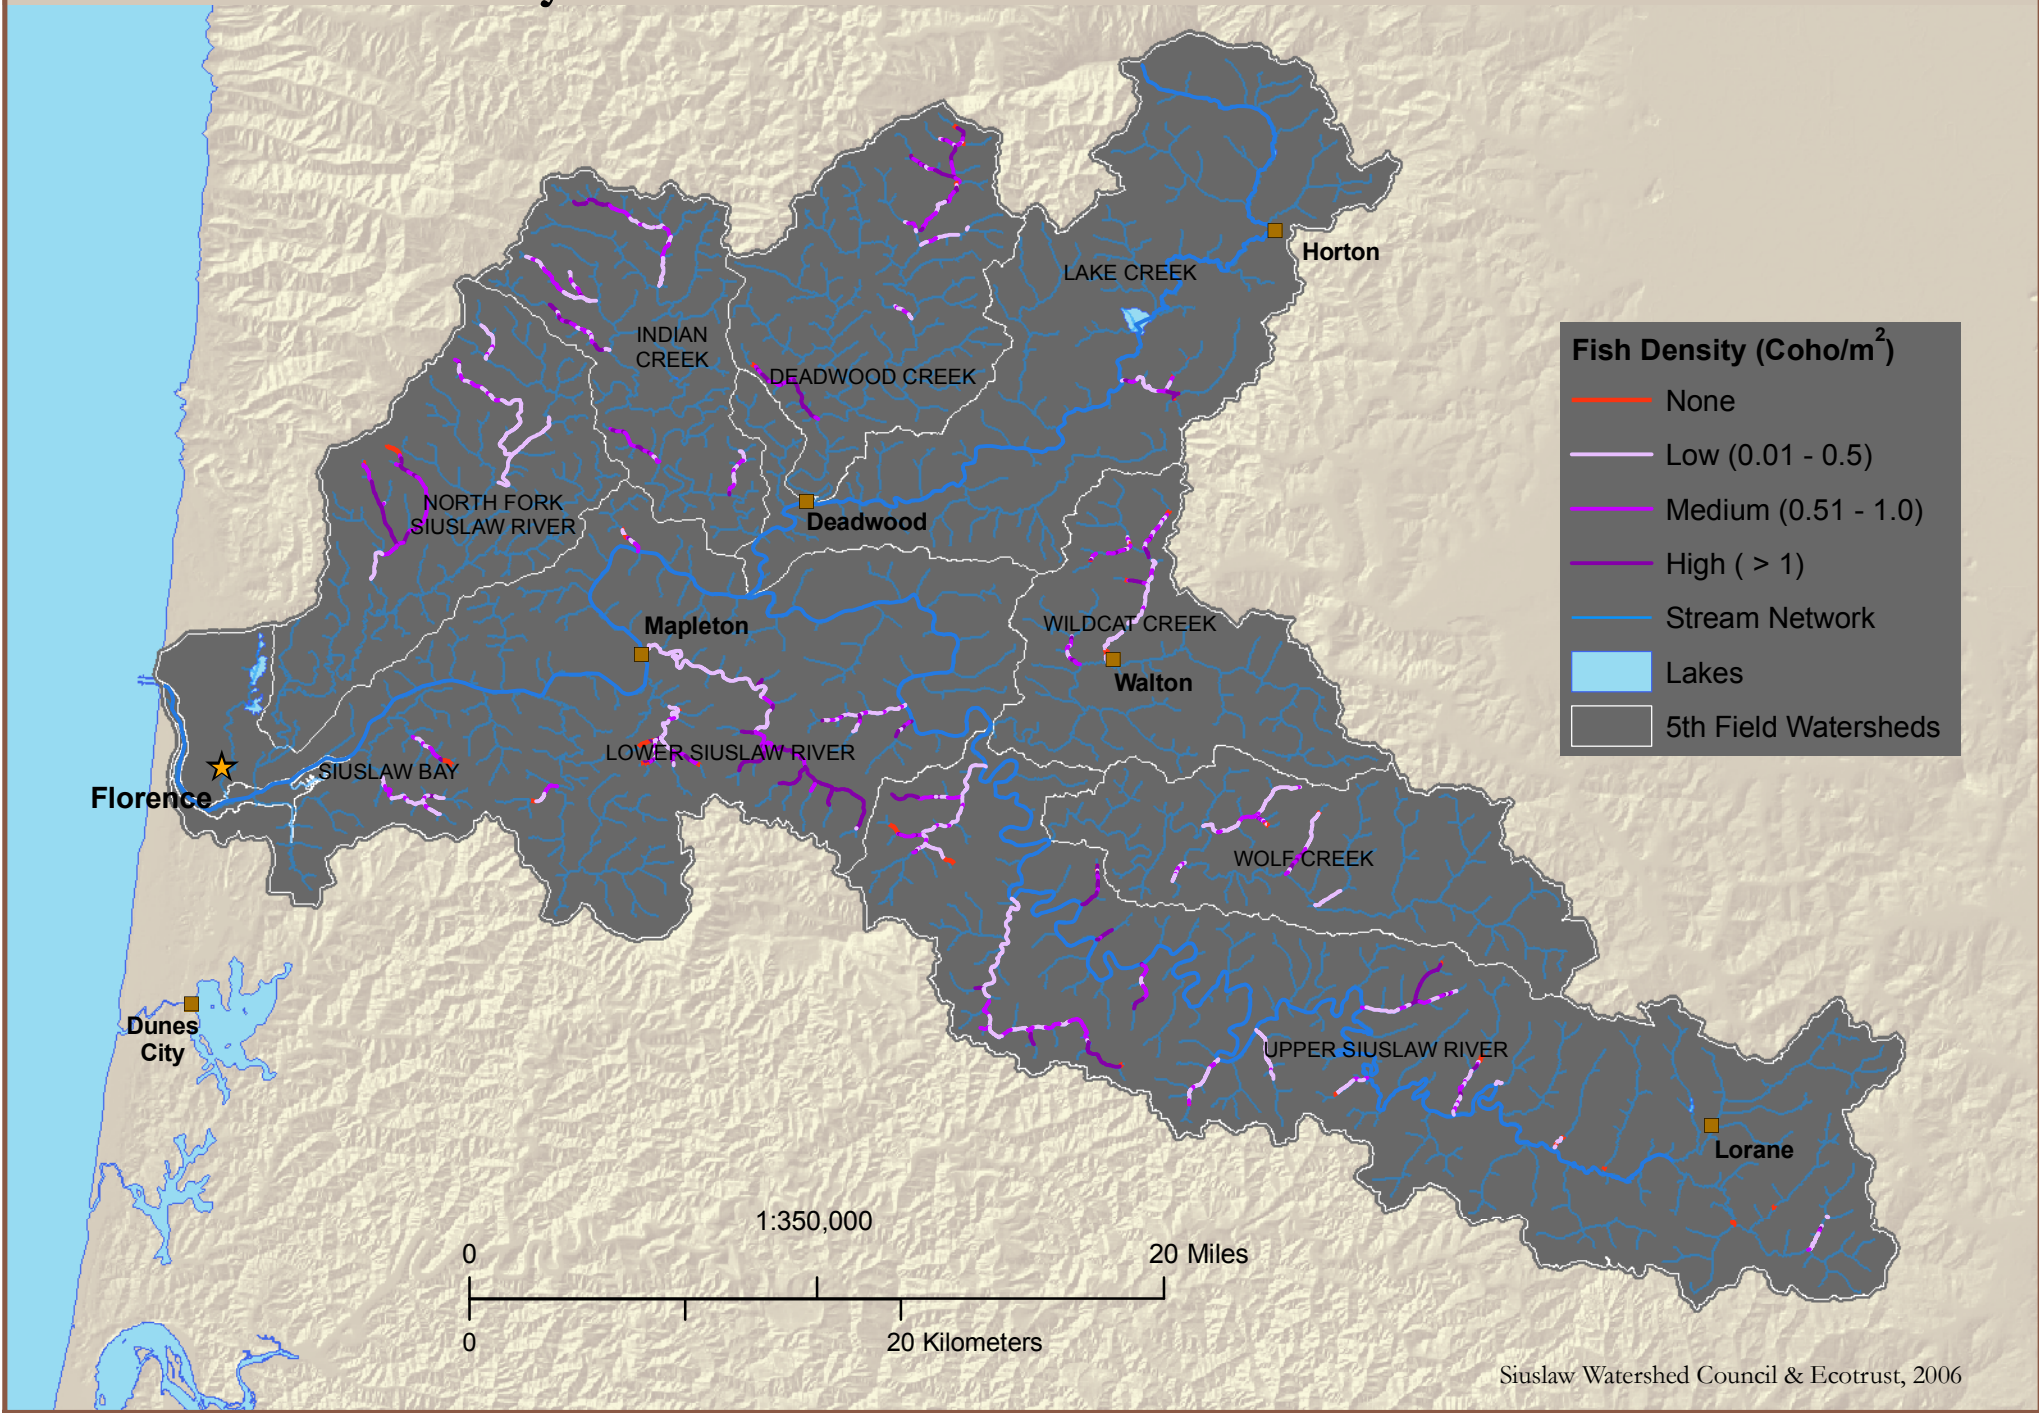 Horton
LAKE CREEK
INDIAN
CREEK
DEADWOOD CREEK
Fish Density (Coho/m²)
None
Low (0.01 - 0.5)
Medium (0.51 - 1.0)
High ( > 1)
Stream Network
Lakes
5th Field Watersheds
NORTH FORK
SIUSLAW RIVER
Deadwood
Mapleton
WILDCAT CREEK
Walton
LOWER SIUSLAW RIVER
SIUSLAW BAY
Florence
WOLF CREEK
Dunes
City
UPPER SIUSLAW RIVER
Lorane
1:350,000
0
20 Miles
0
20 Kilometers
Siuslaw Watershed Council & Ecotrust, 2006